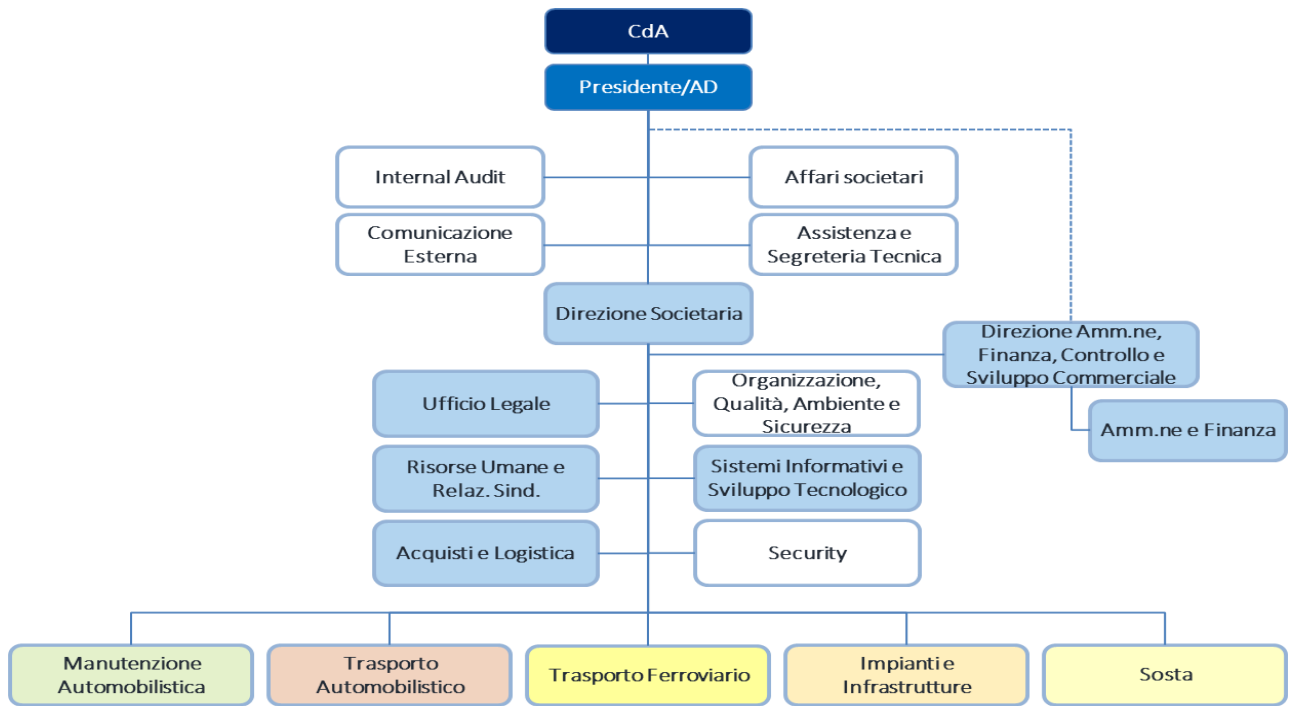 CdA
Presidente/AD
Internal Audit
Affari societari
Comunicazione
Esterna
Assistenza e
Segreteria Tecnica
Direzione Societaria
Direzione Amm.ne,
Finanza, Controllo e
Sviluppo Commerciale
Ufficio Legale
Organizzazione,
Qualità, Ambiente e
Sicurezza
Amm.ne e Finanza
Risorse Umane e
Relaz. Sind.
Sistemi Informativi e
Sviluppo Tecnologico
Acquisti e Logistica
Security
Manutenzione
Automobilistica
Trasporto
Automobilistico
Trasporto Ferroviario
Impianti e
Infrastrutture
Sosta